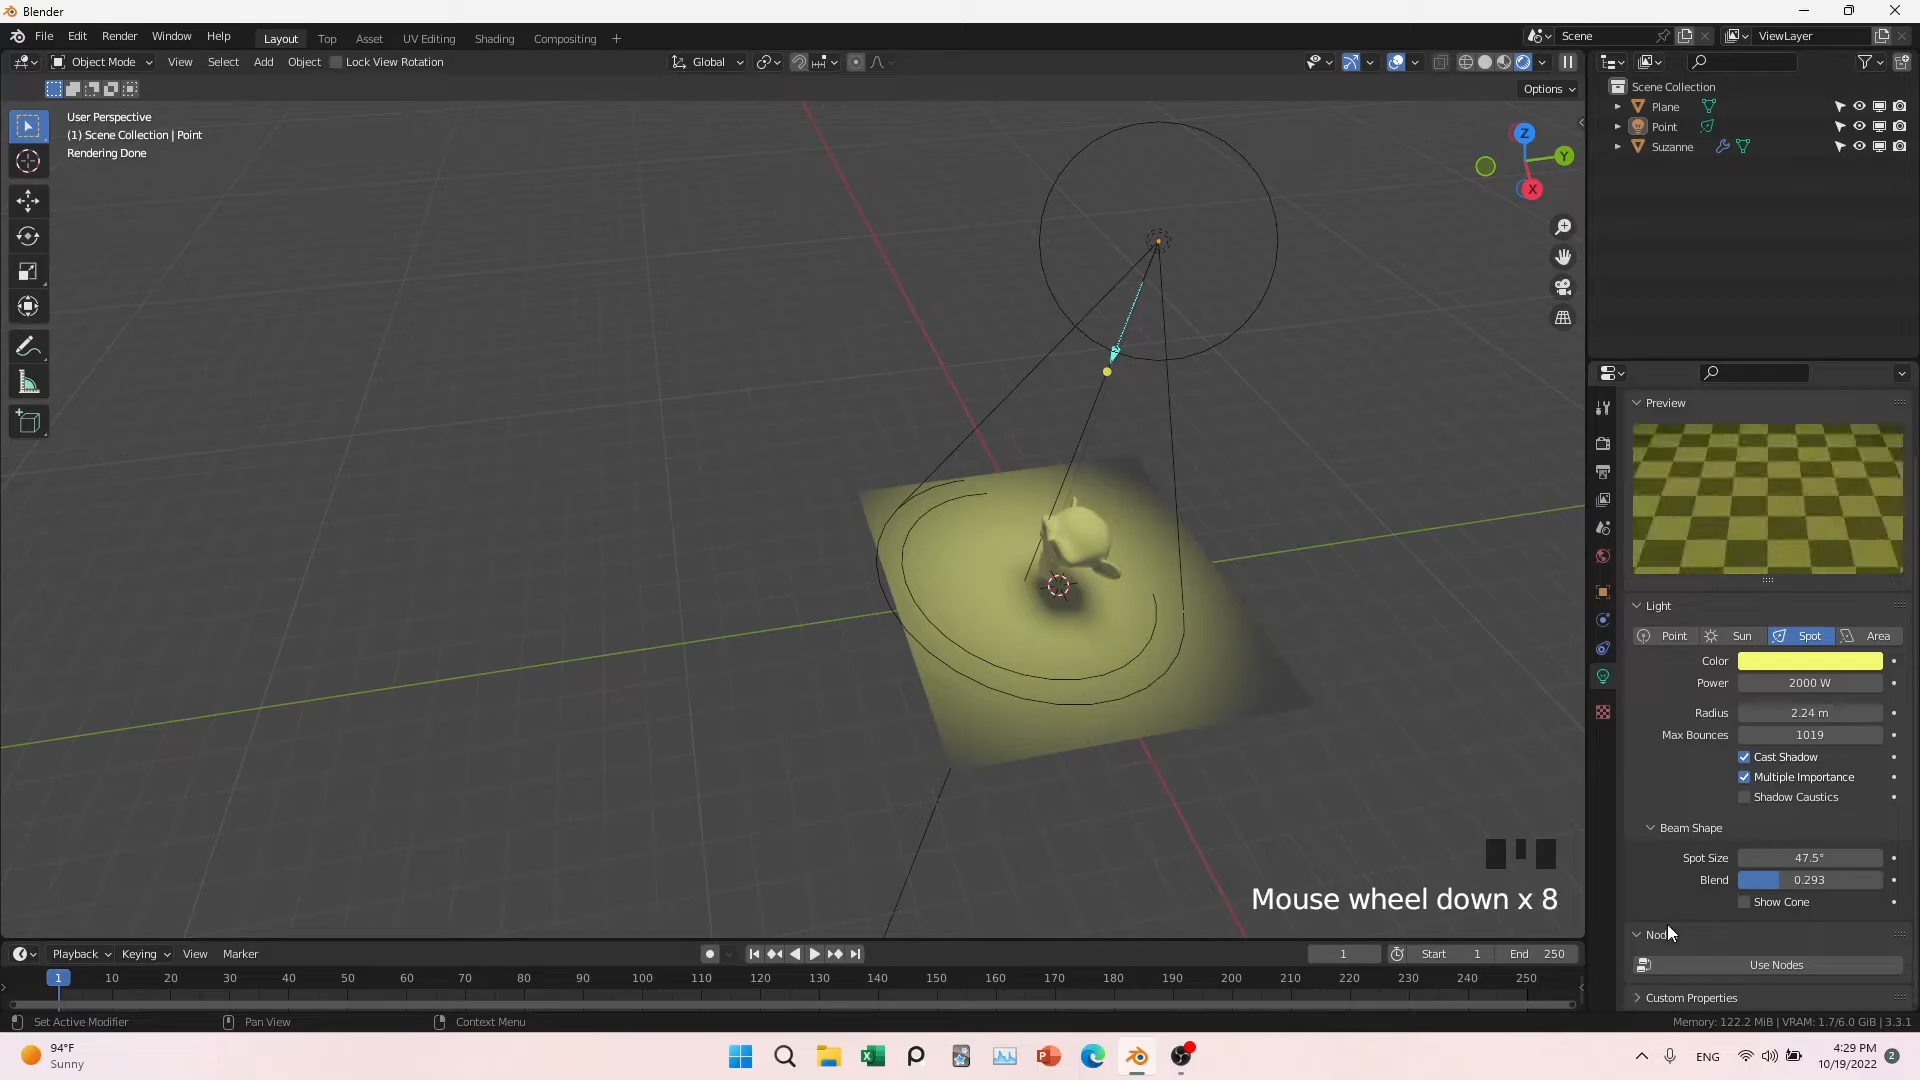 Blender
File Edit Render Window Help
Layout Top Asset UV Editing Shading Compositing +
Scene
ViewLayer
Object Mode View Select Add Object Lock View Rotation
Global
Options
User Perspective
(1) Scene Collection | Point
Rendering Done
Z
Y
X
Mouse wheel down x 8
Scene Collection
Plane
Point
Suzanne
Preview
Light
Point Sun Spot Area
Color
Power 2000 W
Radius 2.24 m
Max Bounces 1019
Cast Shadow
Multiple Importance
Shadow Caustics
Beam Shape
Spot Size 47.5°
Blend 0.293
Show Cone
Use Nodes
Custom Properties
Playback Keying View Marker
1 Start 1 End 250
1 10 20 30 40 50 60 70 80 90 100 110 120 130 140 150 160 170 180 190 200 210 220 230 240 250
Set Active Modifier Pan View Context Menu
Memory: 122.2 MiB | VRAM: 1.7/6.0 GiB | 3.3.1
94°F
Sunny
ENG
4:29 PM
10/19/2022
2